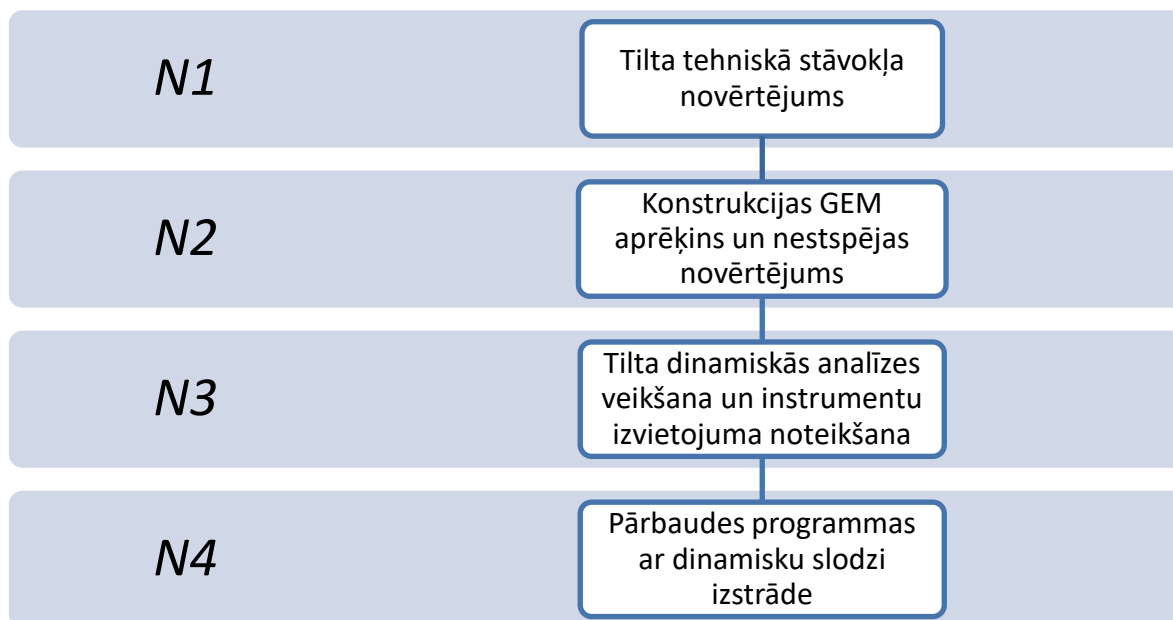 N1
Tilta tehniskā stāvokļa
novērtējums
N2
Konstrukcijas GEM
aprēķins un nestspējas
novērtējums
N3
Tilta dinamiskās analīzes
veikšana un instrumentu
izvietojuma noteikšana
N4
Pārbaudes programmas
ar dinamisku slodzi
izstrāde